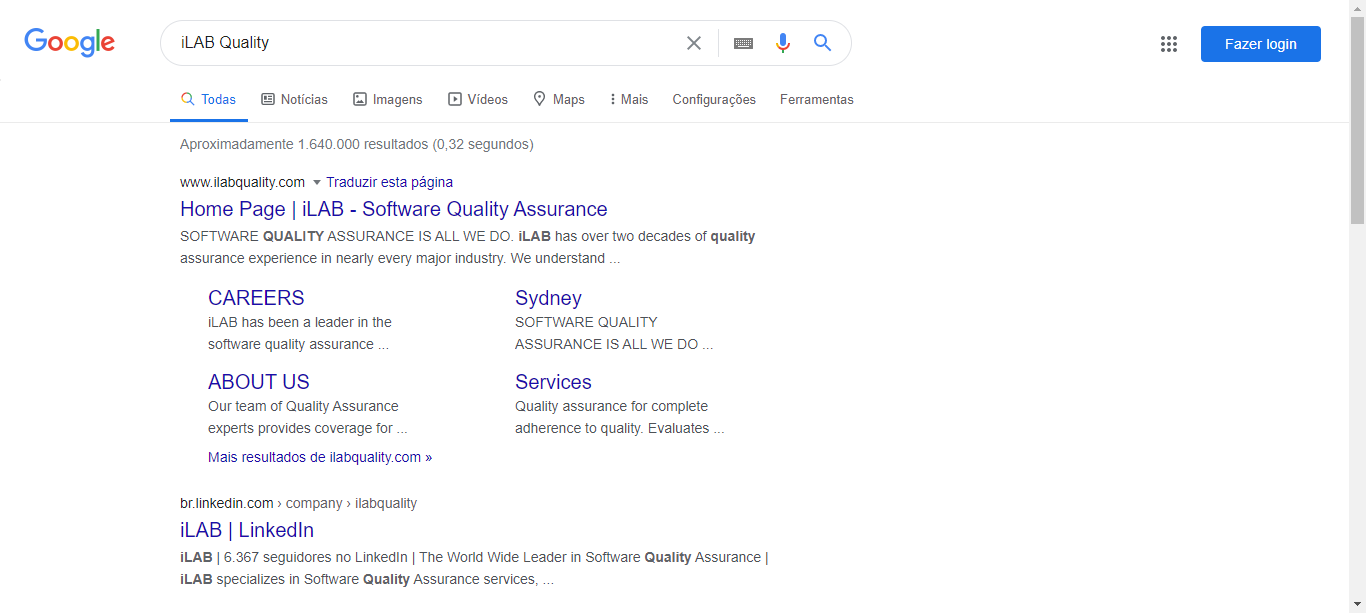 Google
iLAB Quality
Fazer login
Todas Notícias Imagens Vídeos Maps Mais Configurações Ferramentas
Aproximadamente 1.640.000 resultados (0,32 segundos)
www.ilabquality.com Traduzir esta página
Home Page | iLAB - Software Quality Assurance
SOFTWARE QUALITY ASSURANCE IS ALL WE DO. iLAB has over two decades of quality
assurance experience in nearly every major industry. We understand ...
CAREERS
iLAB has been a leader in the
software quality assurance ...
Sydney
SOFTWARE QUALITY
ASSURANCE IS ALL WE DO ...
ABOUT US
Our team of Quality Assurance
experts provides coverage for ...
Services
Quality assurance for complete
adherence to quality. Evaluates ...
Mais resultados de ilabquality.com »
br.linkedin.com › company › ilabquality
iLAB | LinkedIn
iLAB | 6.367 seguidores no LinkedIn | The World Wide Leader in Software Quality Assurance |
iLAB specializes in Software Quality Assurance services, ...